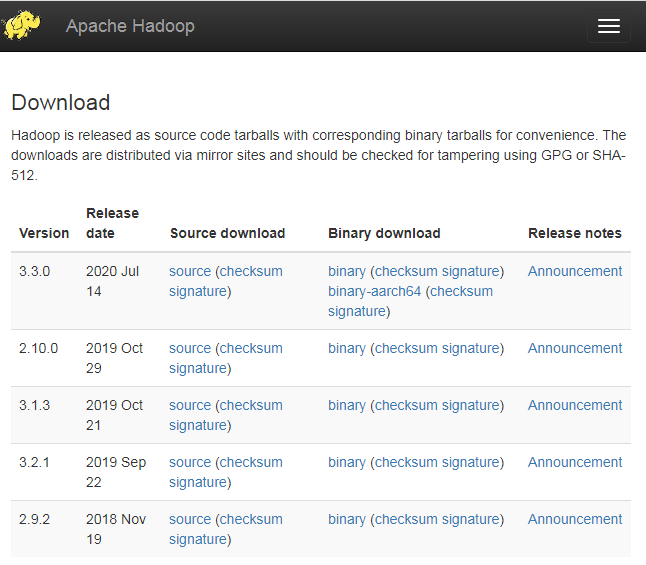 Apache Hadoop
Download
Hadoop is released as source code tarballs with corresponding binary tarballs for convenience. The
downloads are distributed via mirror sites and should be checked for tampering using GPG or SHA-
512.
Version Release date Source download Binary download Release notes
3.3.0 2020 Jul 14 source (checksum signature) binary (checksum signature) binary-aarch64 (checksum signature) Announcement
2.10.0 2019 Oct 29 source (checksum signature) binary (checksum signature) Announcement
3.1.3 2019 Oct 21 source (checksum signature) binary (checksum signature) Announcement
3.2.1 2019 Sep 22 source (checksum signature) binary (checksum signature) Announcement
2.9.2 2018 Nov 19 source (checksum signature) binary (checksum signature) Announcement